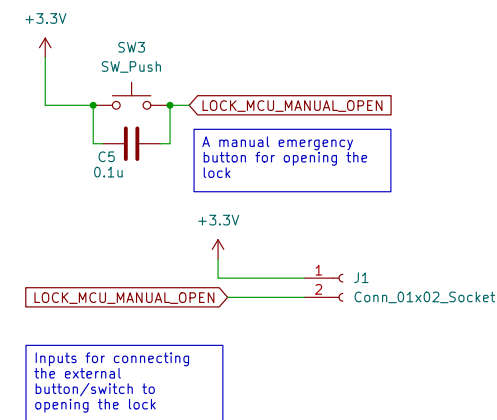 +3.3V
SW3
SW_Push
LOCK_MCU_MANUAL_OPEN
C5
0.1u
A manual emergency
button for opening the
lock
+3.3V
1
J1
2
Conn_01x02_Socket
LOCK_MCU_MANUAL_OPEN
Inputs for connecting
the external
button/switch to
opening the lock